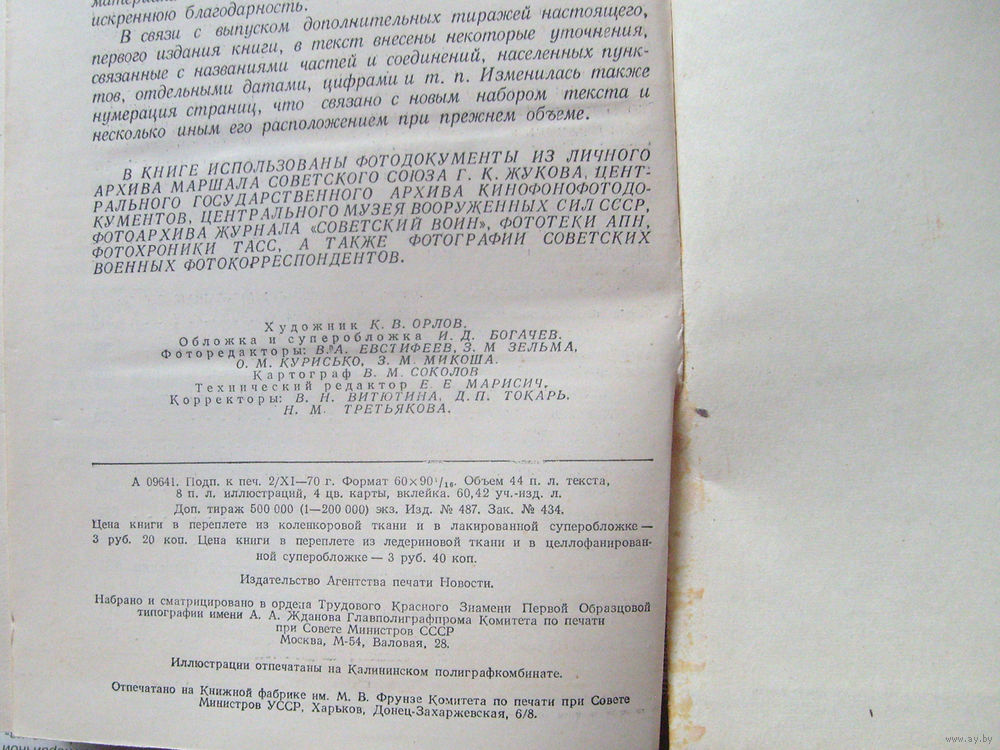 искреннюю благодарность.
В связи с выпуском дополнительных тиражей настоящего,
первого издания книги, в текст внесены некоторые уточнения,
связанные с названиями частей и соединений, населенных пунк-
тов, отдельными датами, цифрами и т. п. Изменилась также
нумерация страниц, что связано с новым набором текста и
несколько иным его расположением при прежнем объеме.
В КНИГЕ ИСПОЛЬЗОВАНЫ ФОТОДОКУМЕНТЫ ИЗ ЛИЧНОГО
АРХИВА МАРШАЛА СОВЕТСКОГО СОЮЗА Г. К. ЖУКОВА, ЦЕНТ-
РАЛЬНОГО ГОСУДАРСТВЕННОГО АРХИВА КИНОФОНОФОТОДО-
КУМЕНТОВ, ЦЕНТРАЛЬНОГО МУЗЕЯ ВООРУЖЕННЫХ СИЛ СССР,
ФОТОАРХИВА ЖУРНАЛА «СОВЕТСКИЙ ВОИН», ФОТОТЕКИ АПН,
ФОТОХРОНИКИ ТАСС, А ТАКЖЕ ФОТОГРАФИИ СОВЕТСКИХ
ВОЕННЫХ ФОТОКОРРЕСПОНДЕНТОВ.
Художник К. В. ОРЛОВ.
Обложка и суперобложка И. Д. БОГАЧЕВ.
Фоторедакторы: В. А. ЕВСТИФЕЕВ, З. М ЗЕЛЬМА,
О. М. КУРИСЬКО, З. М. МИКОША.
Картограф В. М. СОКОЛОВ
Технический редактор Е. Е МАРИСИЧ.
Корректоры: В. Н. ВИТЮТИНА, Д. П. ТОКАРЬ,
Н. М. ТРЕТЬЯКОВА.
А 09641. Подп. к печ. 2/XI—70 г. Формат 60×90¹/₁₆. Объем 44 п. л. текста,
8 п. л. иллюстраций, 4 цв. карты, вклейка. 60,42 уч.-изд. л.
Доп. тираж 500 000 (1—200 000) экз. Изд. № 487. Зак. № 434.
Цена книги в переплете из коленкоровой ткани и в лакированной суперобложке —
3 руб. 20 коп. Цена книги в переплете из ледериновой ткани и в целлофанирован-
ной суперобложке — 3 руб. 40 коп.
Издательство Агентства печати Новости.
Набрано и сматрицировано в ордена Трудового Красного Знамени Первой Образцовой
типографии имени А. А. Жданова Главполиграфпрома Комитета по печати
при Совете Министров СССР
Москва, М-54, Валовая, 28.
Иллюстрации отпечатаны на Калининском полиграфкомбинате.
Отпечатано на Книжной фабрике им. М. В. Фрунзе Комитета по печати при Совете
Министров УССР, Харьков, Донец-Захаржевская, 6/8.
www.ay.by